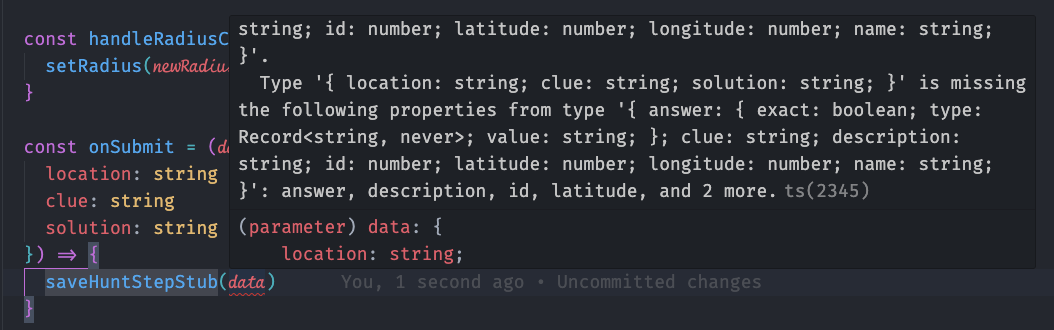 const handleRadiusC
setRadius(newRadiu
}
const onSubmit = (da
location: string
clue: string
solution: string
}) => {
saveHuntStepStub(data) You, 1 second ago • Uncommitted changes
}
string; id: number; latitude: number; longitude: number; name: string;
}'.
Type '{ location: string; clue: string; solution: string; }' is missing
the following properties from type '{ answer: { exact: boolean; type:
Record<string, never>; value: string; }; clue: string; description:
string; id: number; latitude: number; longitude: number; name: string;
}': answer, description, id, latitude, and 2 more. ts(2345)
(parameter) data: {
location: string;